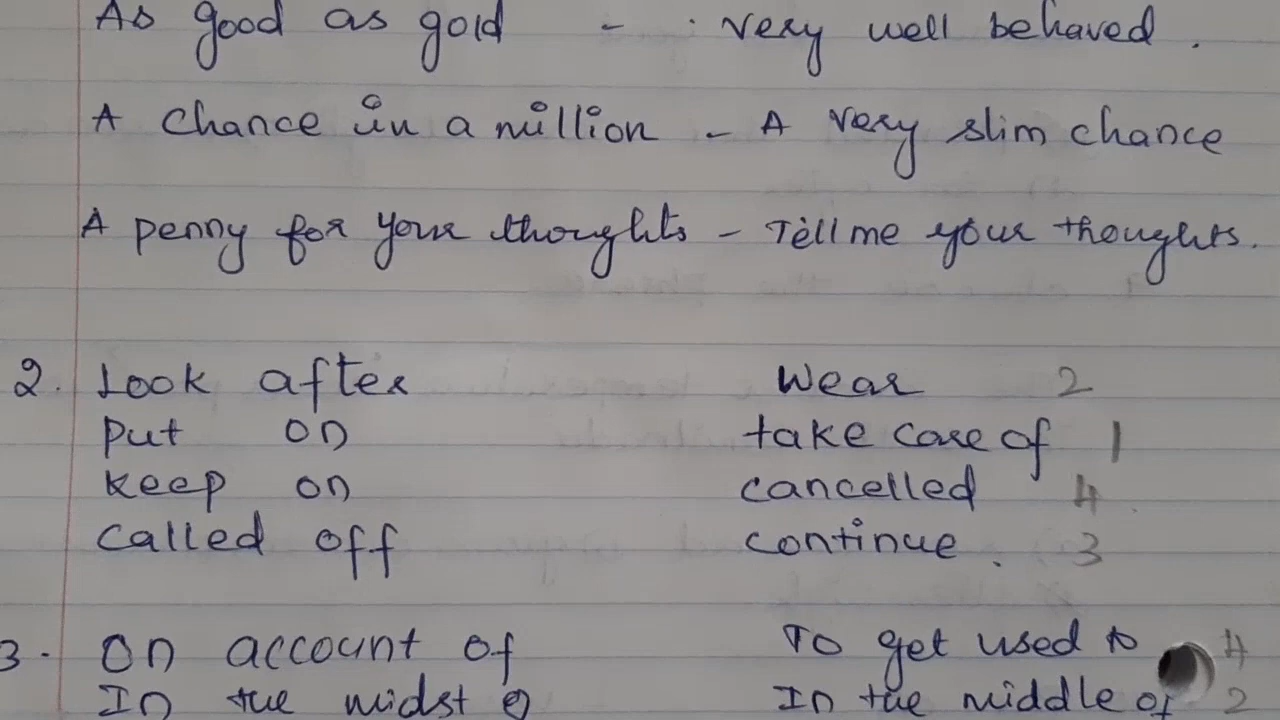 As good as gold - very well behaved.
A chance in a million - A very slim chance
A penny for your thoughts - Tell me your thoughts.
2. Look after Wear 2
put on take care of 1
keep on cancelled 4
called off continue. 3
3. On account of To get used to 4
In the midst o In the middle of 2